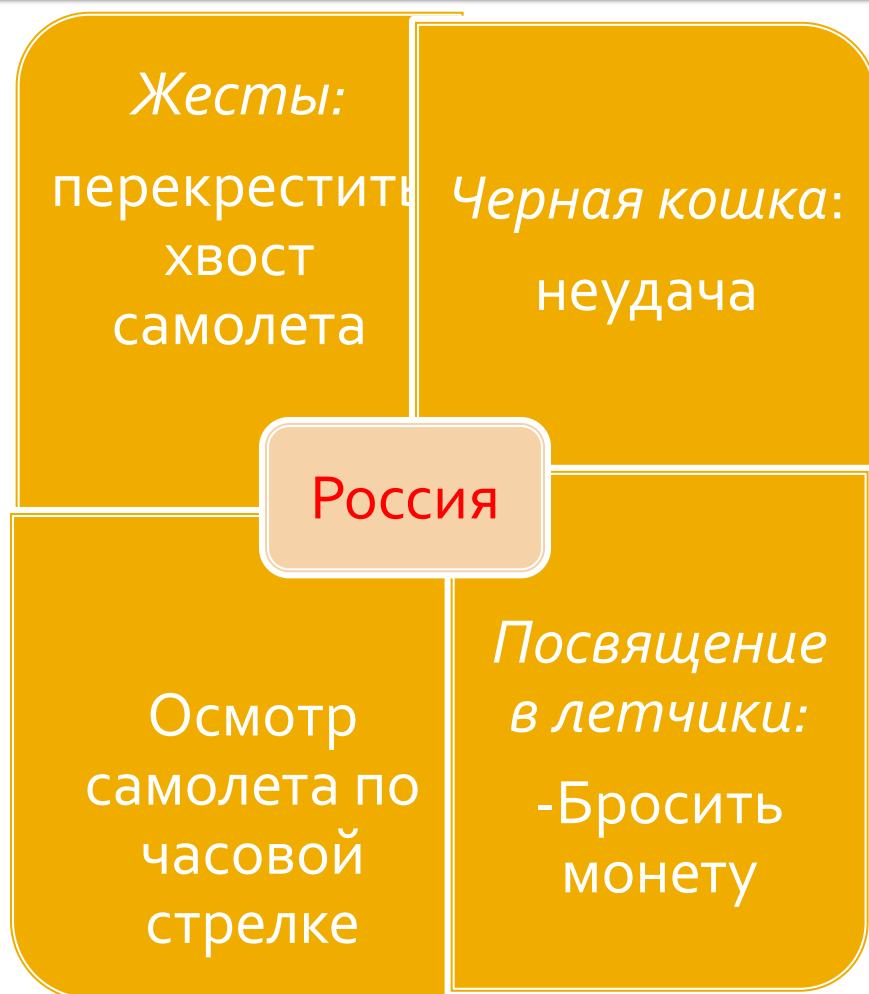 Жесты:
перекрестить
хвост
самолета
Черная кошка:
неудача
Россия
Осмотр
самолета по
часовой
стрелке
Посвящение
в летчики:
-Бросить
монету